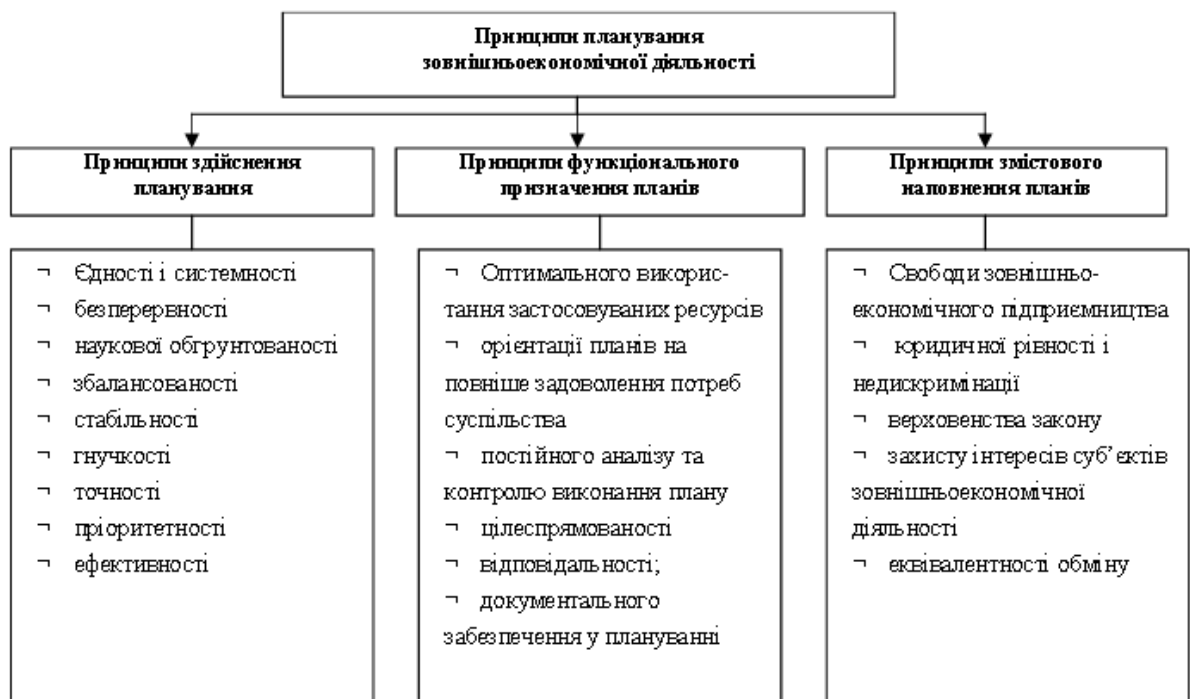 Принципи планування
зовнішньоекономічної діяльності
Принципи здійснення
планування
Принципи функціонального
призначення планів
Принципи змістового
наповнення планів
¬ Єдності і системності
¬ безперервності
¬ наукової обгрунтованості
¬ збалансованості
¬ стабільності
¬ гнучкості
¬ точності
¬ пріоритетності
¬ ефективності
¬ Оптимального викорис-
тання застосовуваних ресурсів
¬ орієнтації планів на
повніше задоволення потреб
суспільства
¬ постійного аналізу та
контролю виконання плану
¬ цілеспрямованості
¬ відповідальності;
¬ документального
забезпечення у плануванні
¬ Свободи зовнішньо-
економічного підприємництва
¬ юридичної рівності і
недискримінації
¬ верховенства закону
¬ захисту інтересів суб’єктів
зовнішньоекономічної
діяльності
¬ еквівалентності обміну